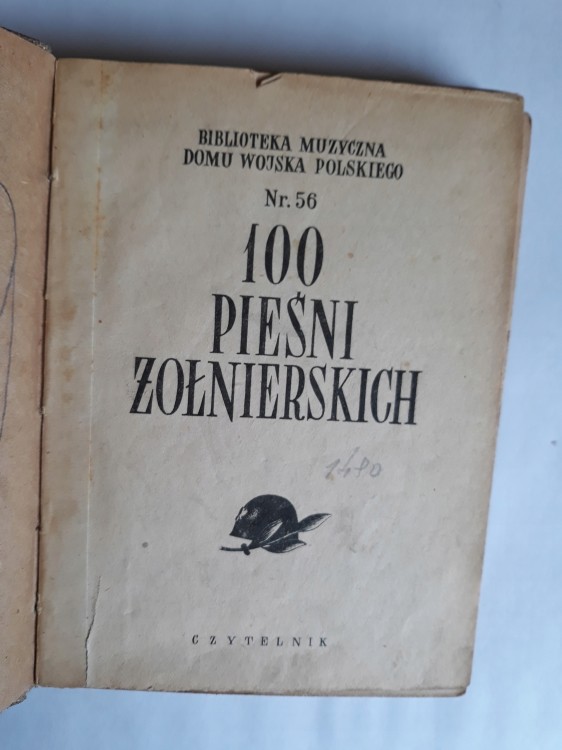 BIBLIOTEKA MUZYCZNA
DOMU WOJSKA POLSKIEGO
Nr. 56
100
PIEŚNI
ŻOŁNIERSKICH
CZYTELNIK